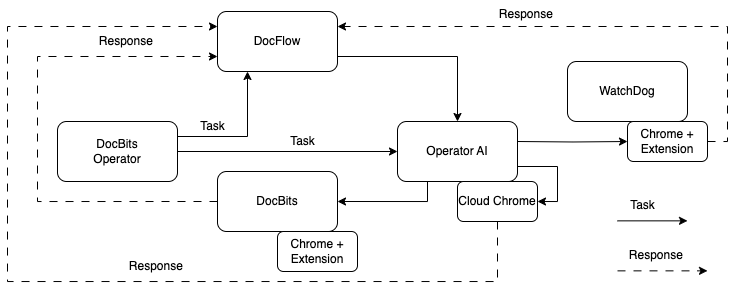 Response
DocFlow
Response
WatchDog
Task
Chrome +
Extension
DocBits
Operator
Task
Operator AI
DocBits
Cloud Chrome
Task
Chrome +
Extension
Response
Response